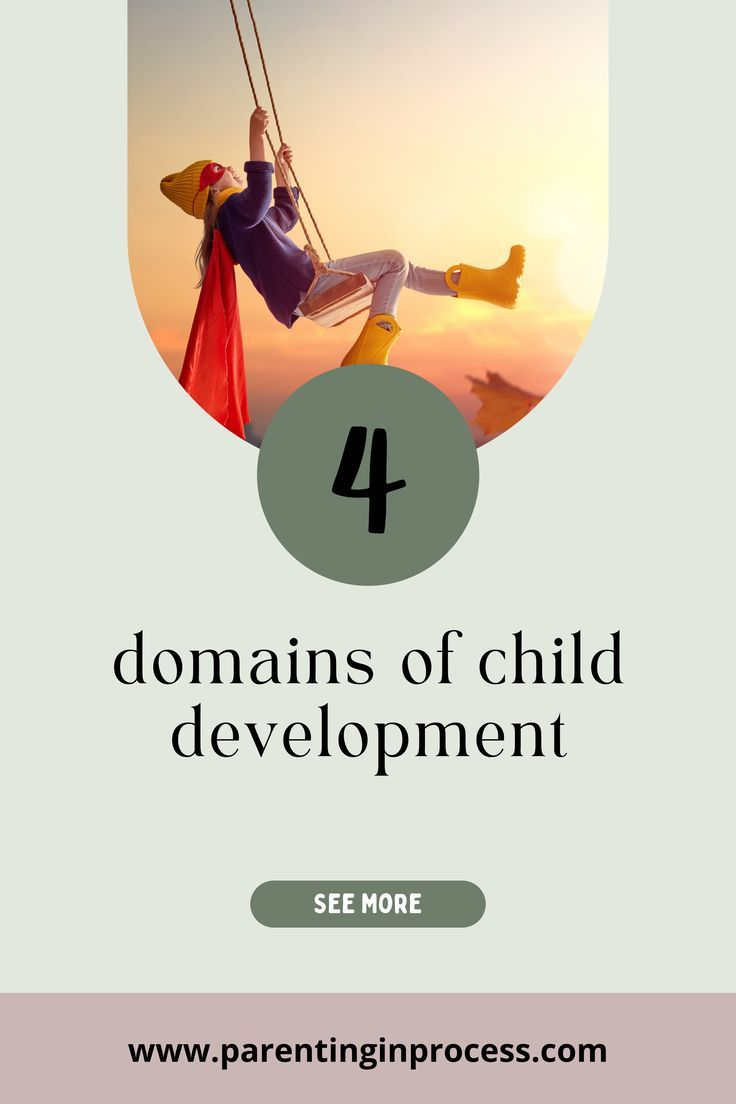 4
domains of child
development
SEE MORE
www.parentinginprocess.com